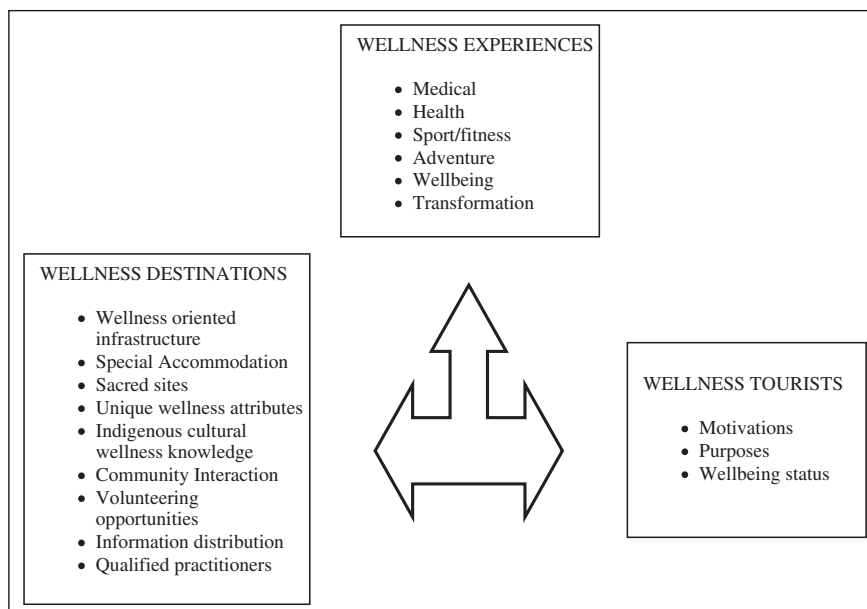 WELLNESS EXPERIENCES
• Medical
• Health
• Sport/fitness
• Adventure
• Wellbeing
• Transformation
WELLNESS DESTINATIONS
• Wellness oriented
infrastructure
• Special Accommodation
• Sacred sites
• Unique wellness attributes
• Indigenous cultural
wellness knowledge
• Community Interaction
• Volunteering
opportunities
• Information distribution
• Qualified practitioners
WELLNESS TOURISTS
• Motivations
• Purposes
• Wellbeing status